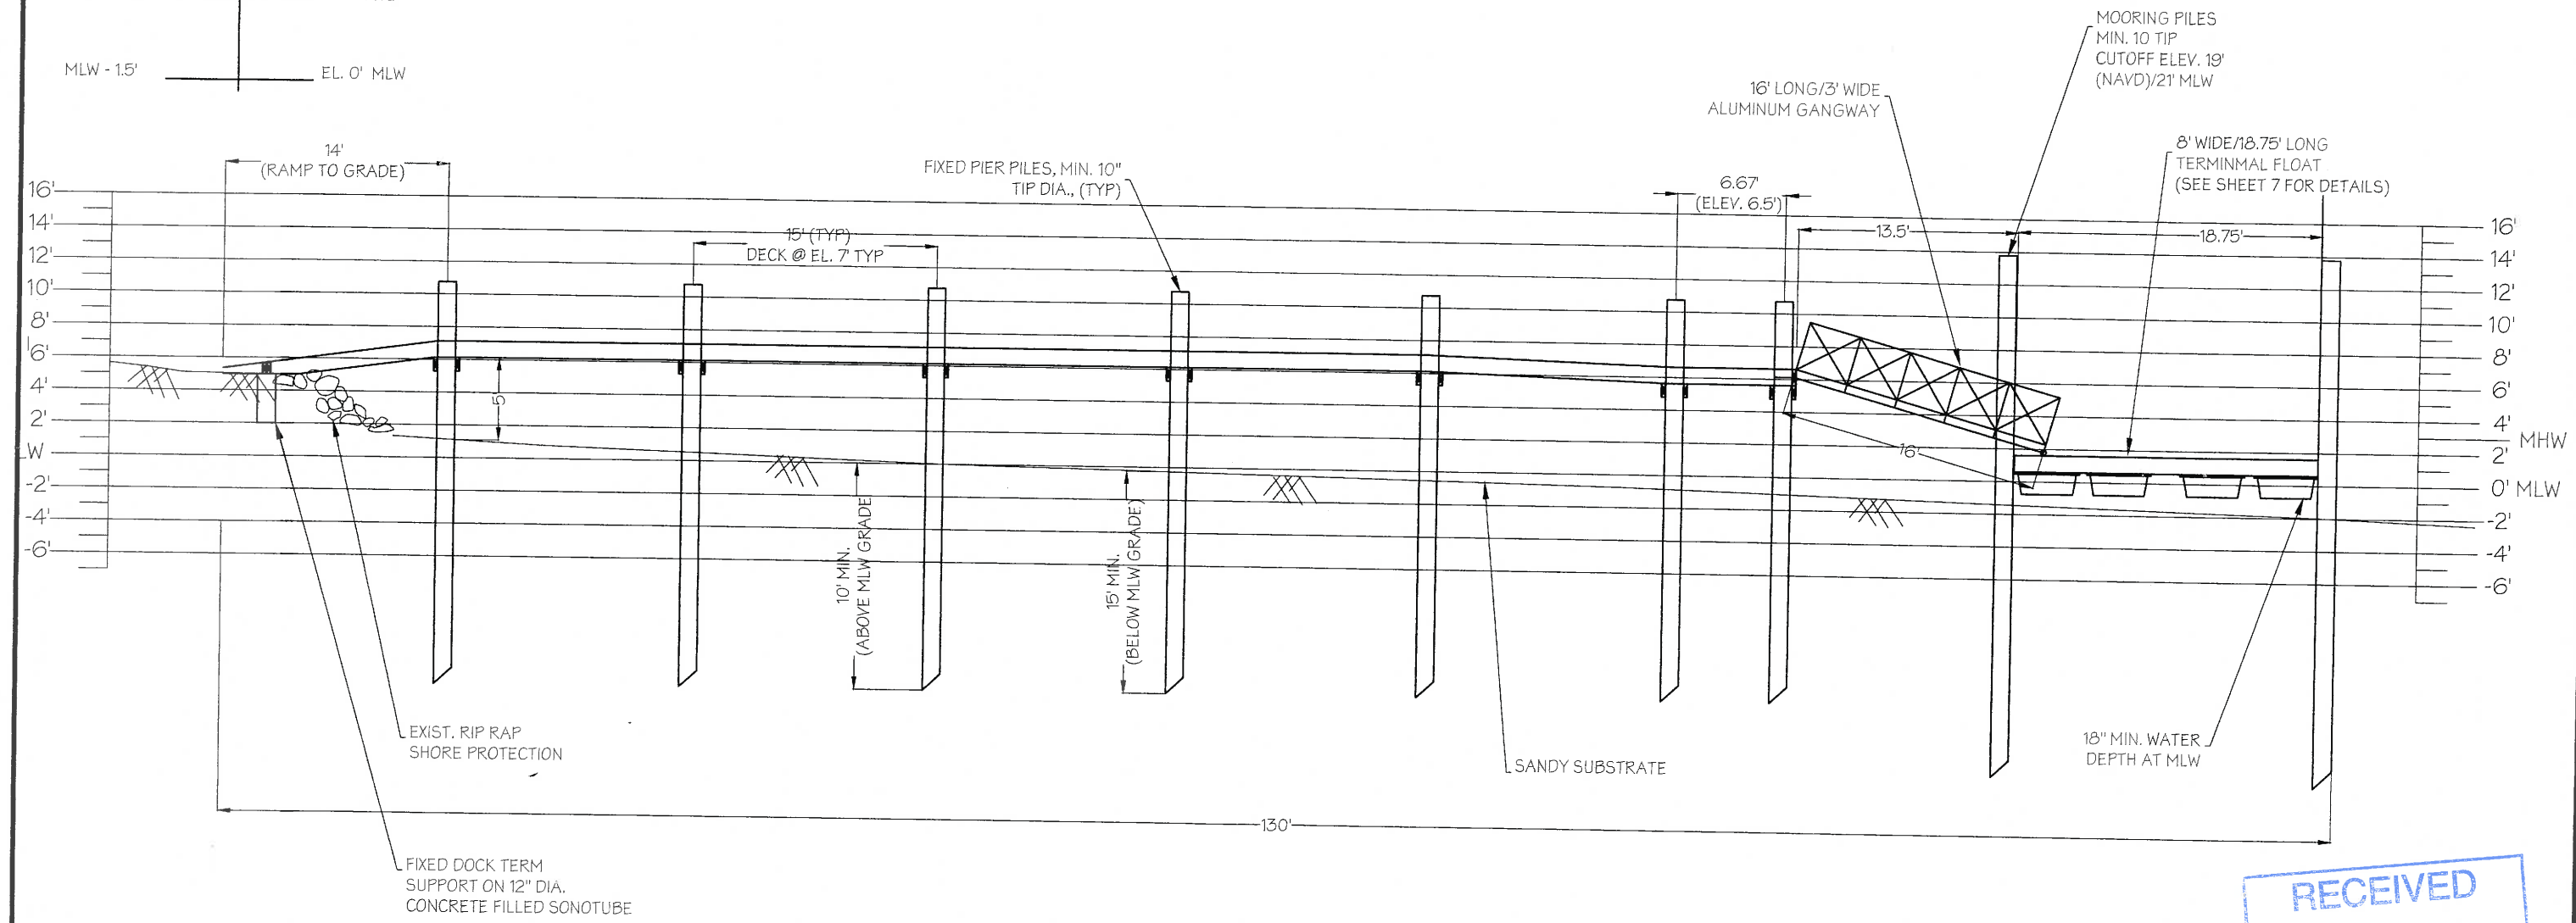 MLW - 1.5'
EL. 0' MLW
MOORING PILES
MIN. 10 TIP
CUTOFF ELEV. 19'
(NAVD)/21' MLW
16' LONG/3' WIDE
ALUMINUM GANGWAY
8' WIDE/18.75' LONG
TERMINMAL FLOAT
(SEE SHEET 7 FOR DETAILS)
14'
(RAMP TO GRADE)
FIXED PIER PILES, MIN. 10"
TIP DIA., (TYP)
6.67'
(ELEV. 6.5')
15' (TYP)
DECK @ EL. 7' TYP
13.5'
18.75'
16'
14'
12'
10'
8'
6'
4'
2'
LW
-2'
-4'
-6'
16'
14'
12'
10'
8'
6'
4'
MHW
2'
0' MLW
-2'
-4'
-6'
5'
16'
10' MIN.
(ABOVE MLW GRADE)
15' MIN.
(BELOW MLW GRADE)
EXIST. RIP RAP
SHORE PROTECTION
SANDY SUBSTRATE
18" MIN. WATER
DEPTH AT MLW
130'
FIXED DOCK TERM
SUPPORT ON 12" DIA.
CONCRETE FILLED SONOTUBE
RECEIVED